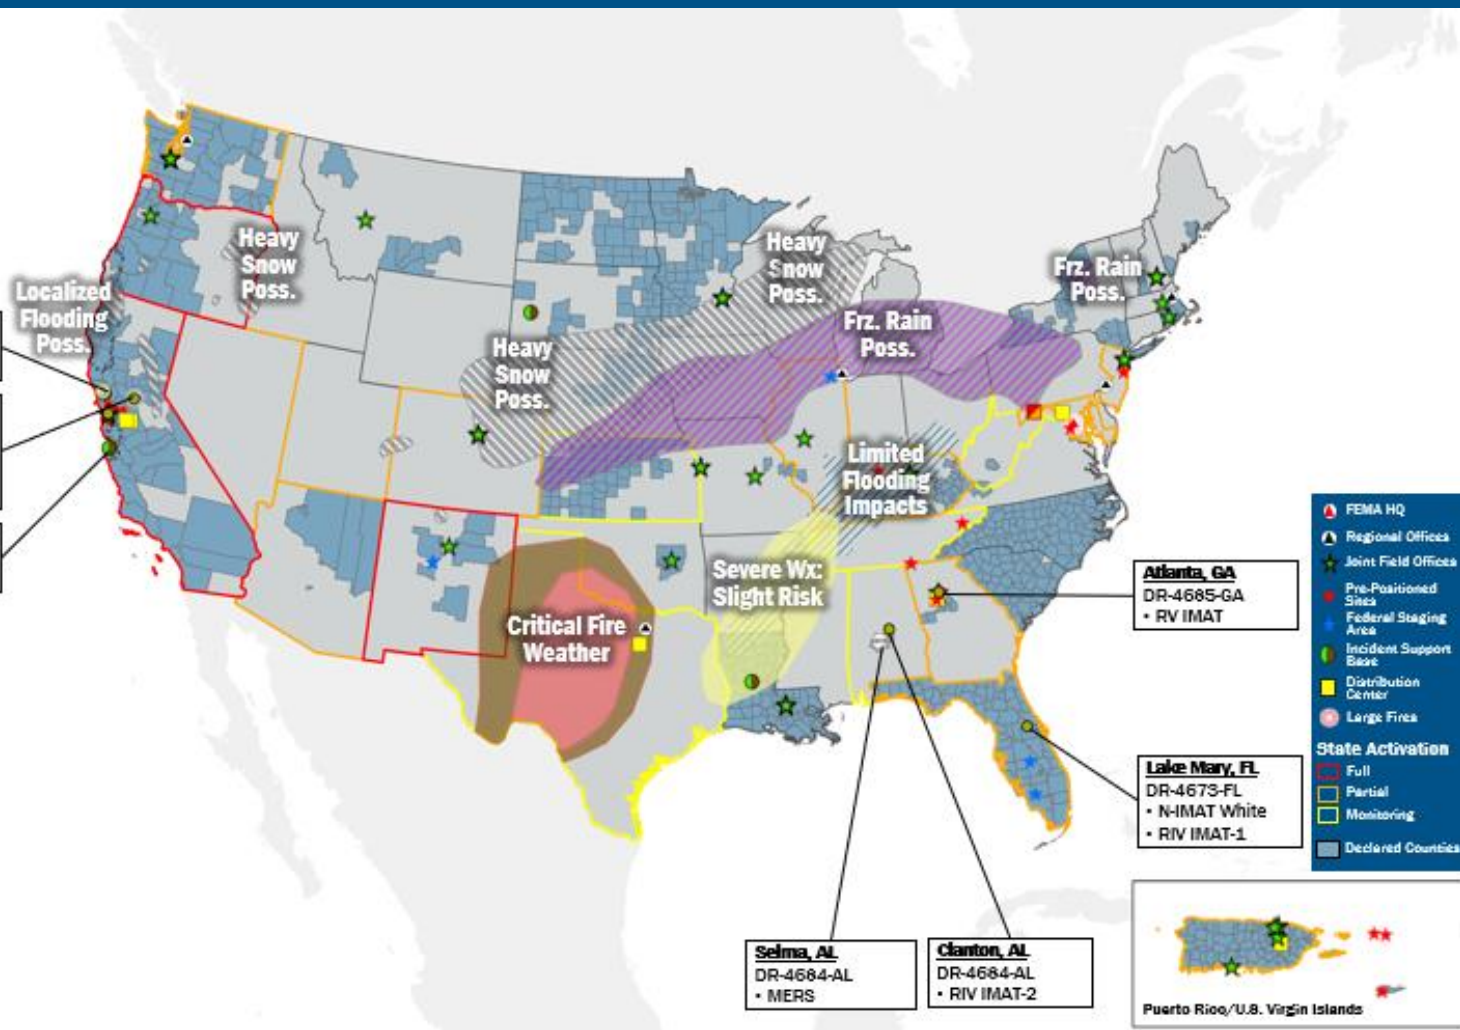 Heavy
Snow
Poss.
Localized
Flooding
Poss.
Heavy
Snow
Poss.
Heavy
Snow
Poss.
Frz. Rain
Poss.
Frz. Rain
Poss.
Limited
Flooding
Impacts
Severe Wx:
Slight Risk
Critical Fire
Weather
Atlanta, GA
DR-4685-GA
• RV IMAT
Lake Mary, FL
DR-4673-FL
• N-IMAT White
• RIV IMAT-1
Selma, AL
DR-4684-AL
• MERS
Clanton, AL
DR-4684-AL
• RIV IMAT-2
FEMA HQ
Regional Offices
Joint Field Offices
Pre-Positioned
Sites
Federal Staging
Area
Incident Support
Base
Distribution
Center
Large Fires
State Activation
Full
Partial
Monitoring
Declared Counties
Puerto Rico/U.S. Virgin Islands